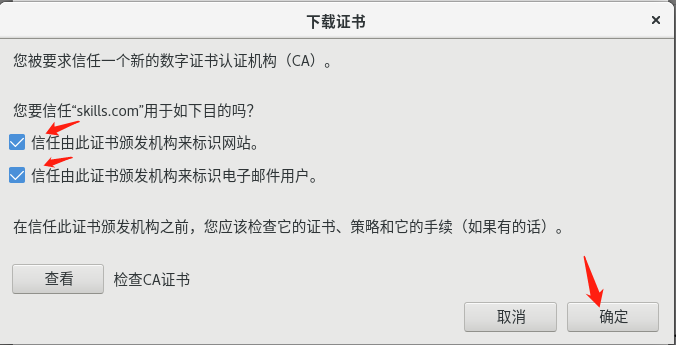 下载证书
您被要求信任一个新的数字证书认证机构（CA）。
您要信任“skills.com”用于如下目的吗？
信任由此证书颁发机构来标识网站。
信任由此证书颁发机构来标识电子邮件用户。
在信任此证书颁发机构之前，您应该检查它的证书、策略和它的手续（如果有的话）。
查看 检查CA证书
取消 确定